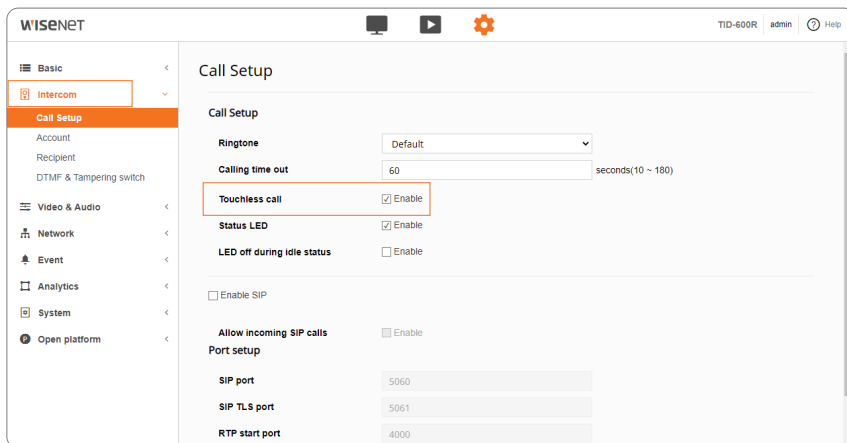 WISENET
TID-600R admin Help
Basic
Intercom
Call Setup
Account
Recipient
DTMF & Tampering switch
Video & Audio
Network
Event
Analytics
System
Open platform
Call Setup
Call Setup
Ringtone Default
Calling time out 60 seconds(10 ~ 180)
Touchless call Enable
Status LED Enable
LED off during idle status Enable
Enable SIP
Allow incoming SIP calls Enable
Port setup
SIP port 5060
SIP TLS port 5061
RTP start port 4000